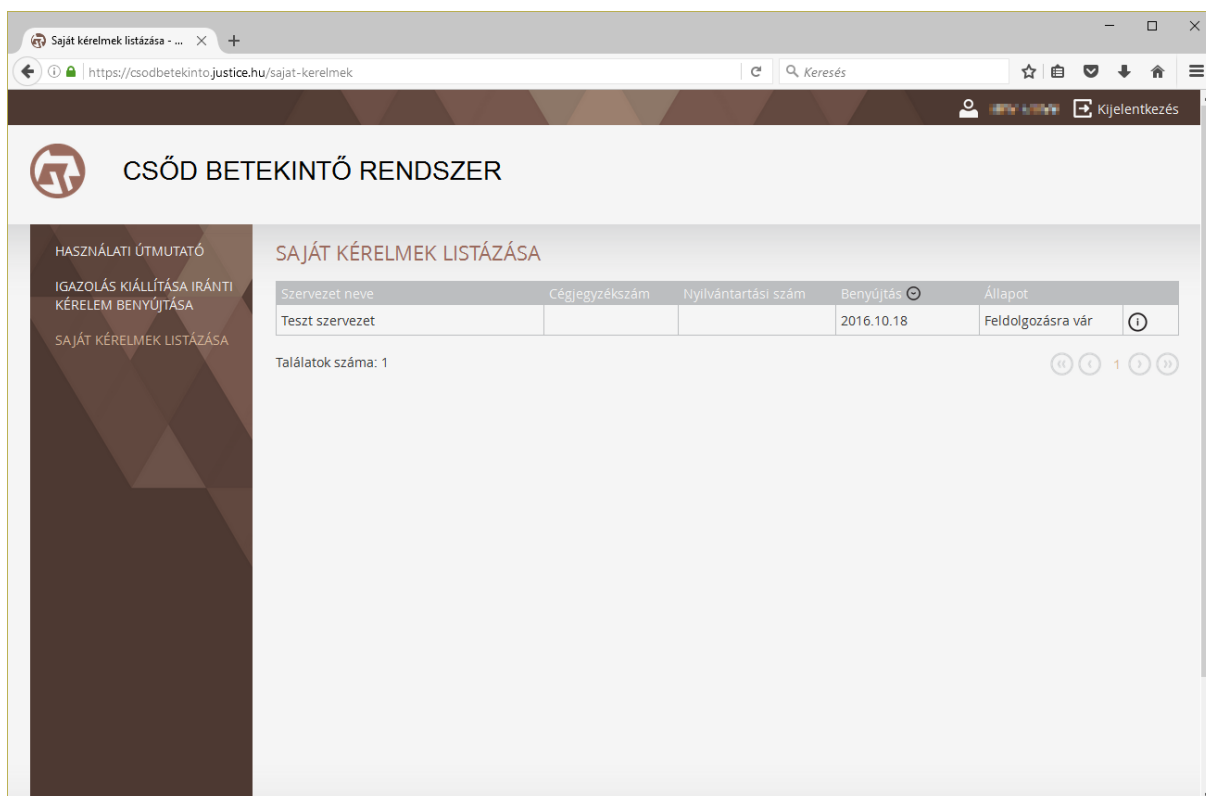 Saját kérelmek listázása - ...
https://csodbetekinto.justice.hu/sajat-kerelmek
Keresés
Kijelentkezés
CSŐD BETEKINTŐ RENDSZER
HASZNÁLATI ÚTMUTATÓ
IGAZOLÁS KIÁLLÍTÁSA IRÁNTI
KÉRELEM BENYÚJTÁSA
SAJÁT KÉRELMEK LISTÁZÁSA
SAJÁT KÉRELMEK LISTÁZÁSA
Szervezet neve Cégjegyzékszám Nyilvántartási szám Benyújtás Állapot
Teszt szervezet 2016.10.18 Feldolgozásra vár
Találatok száma: 1
1